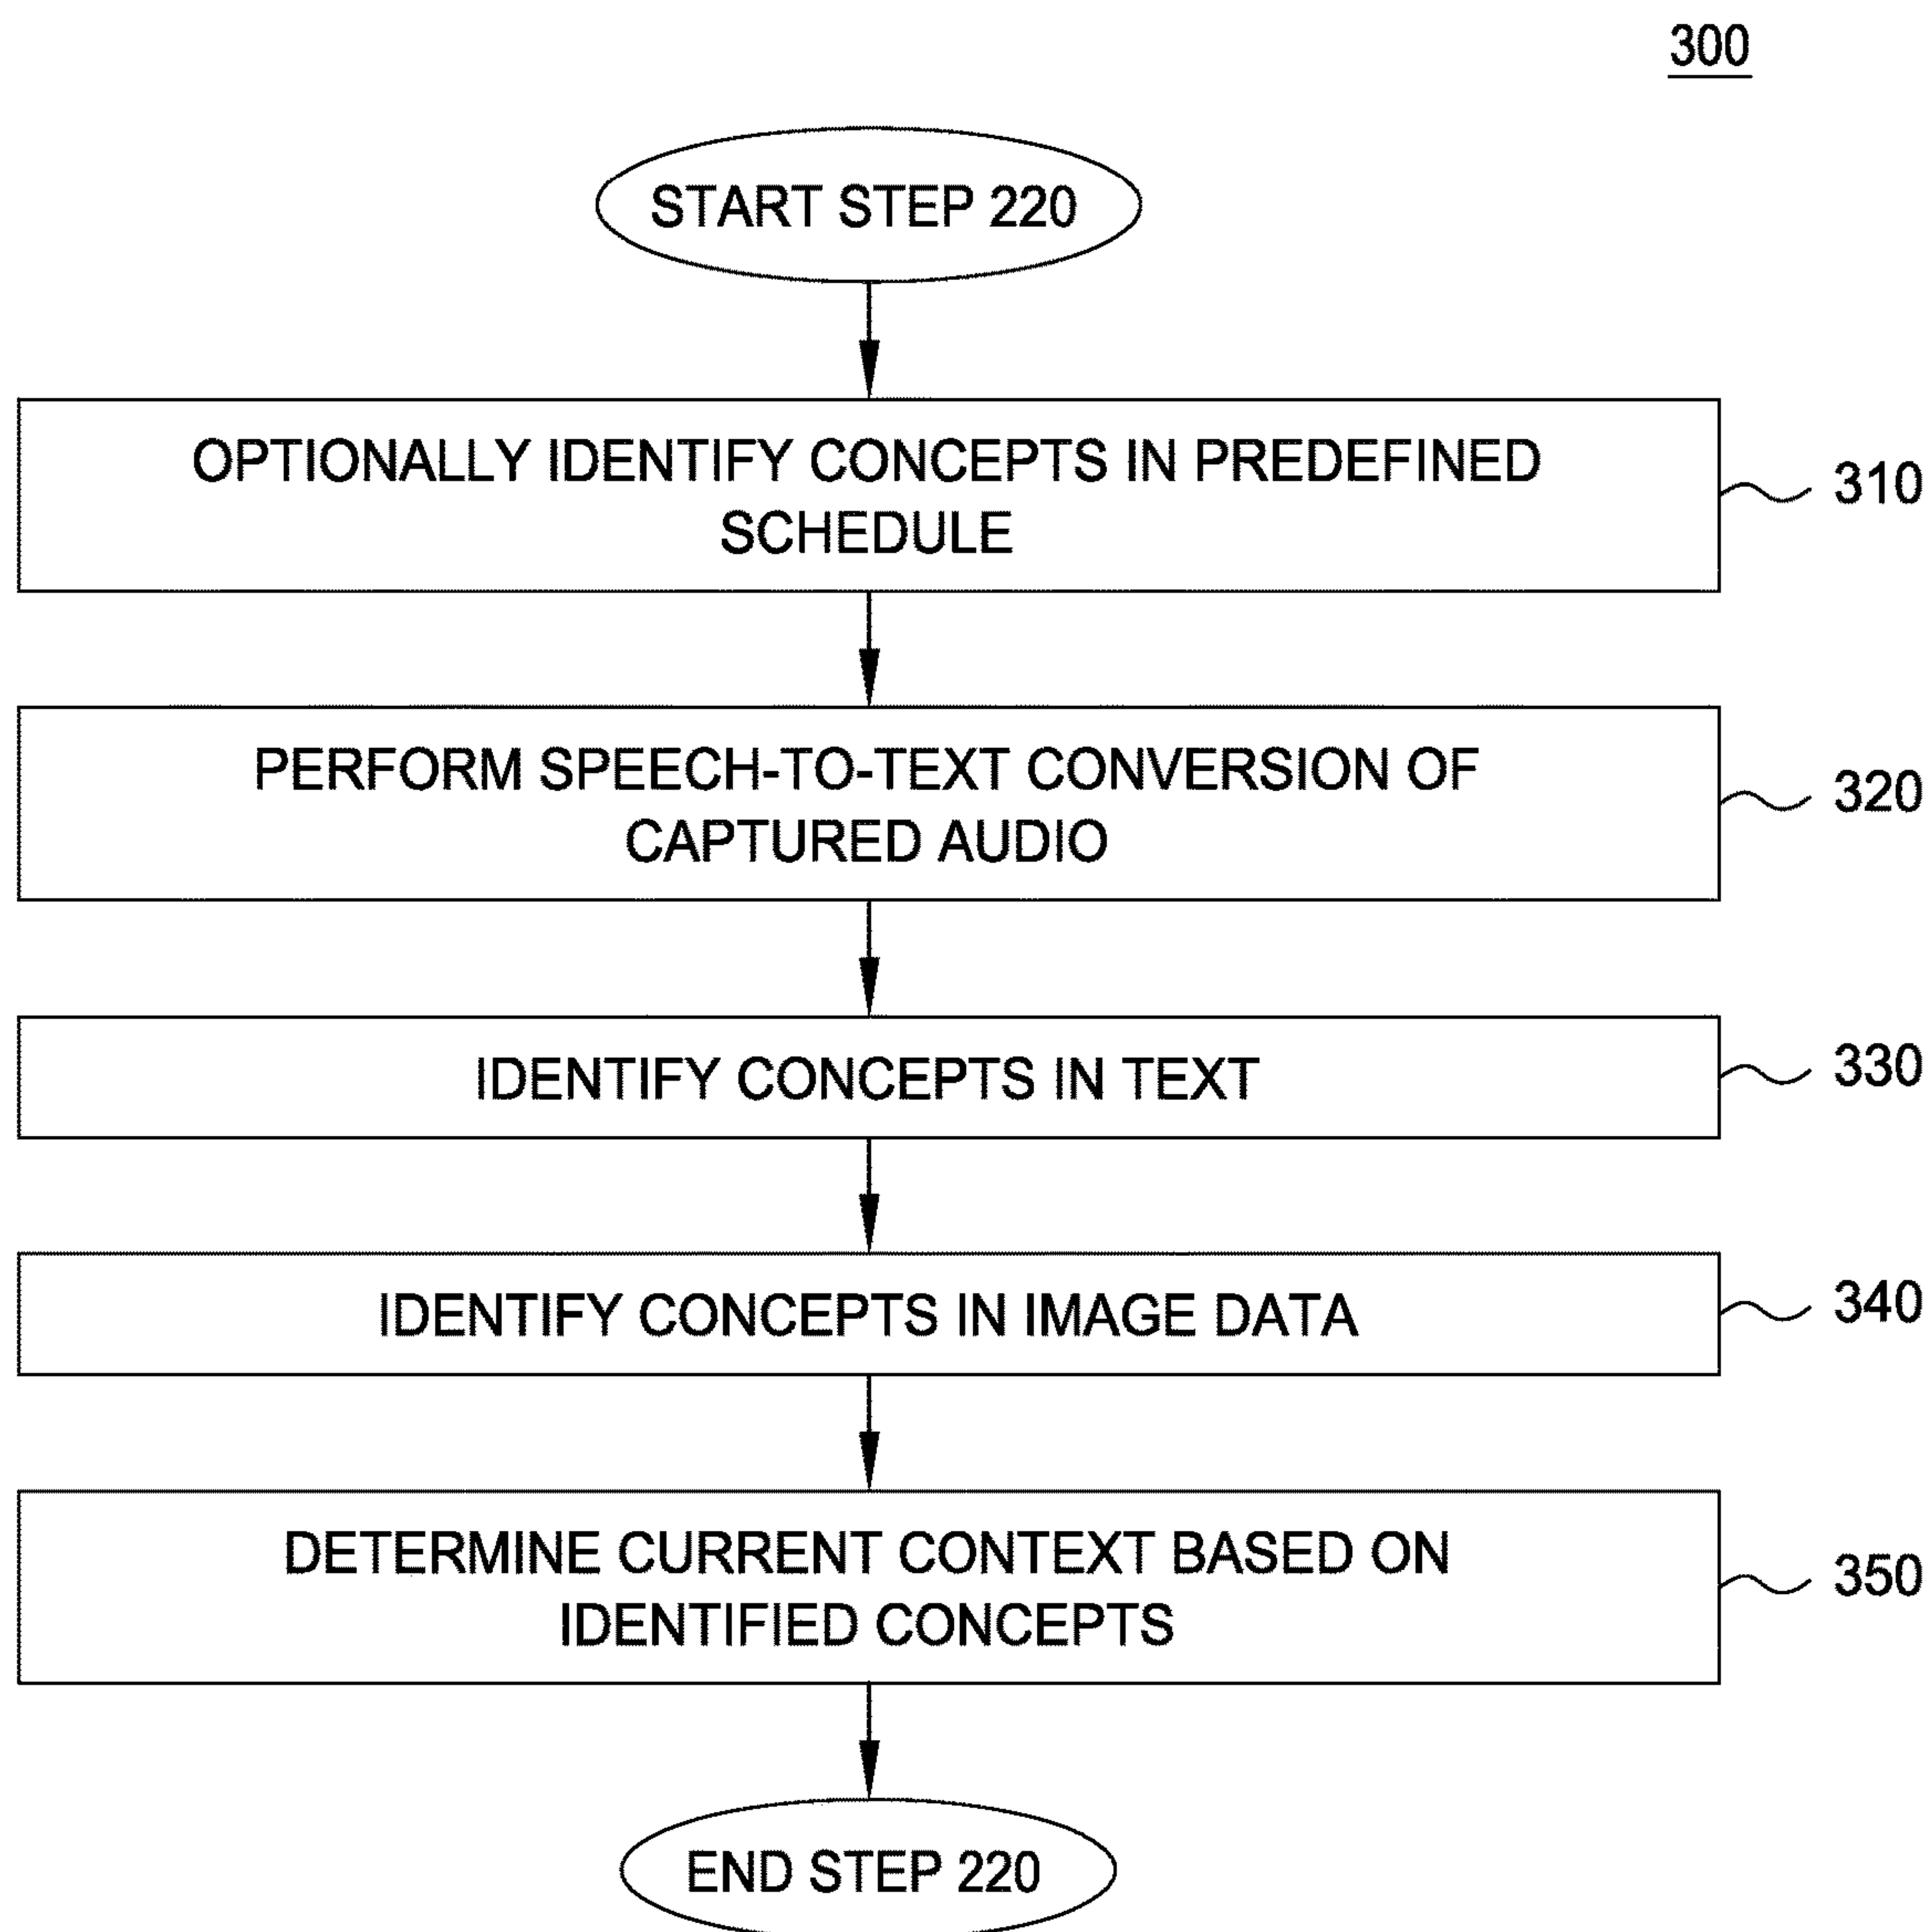 300
START STEP 220
OPTIONALLY IDENTIFY CONCEPTS IN PREDEFINED
SCHEDULE
310
PERFORM SPEECH-TO-TEXT CONVERSION OF
CAPTURED AUDIO
320
IDENTIFY CONCEPTS IN TEXT
330
IDENTIFY CONCEPTS IN IMAGE DATA
340
DETERMINE CURRENT CONTEXT BASED ON
IDENTIFIED CONCEPTS
350
END STEP 220